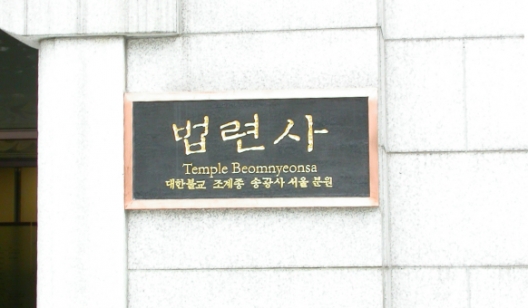 법련사
Temple Beomnyeonsa
대한불교 조계종 송광사 서울 분원